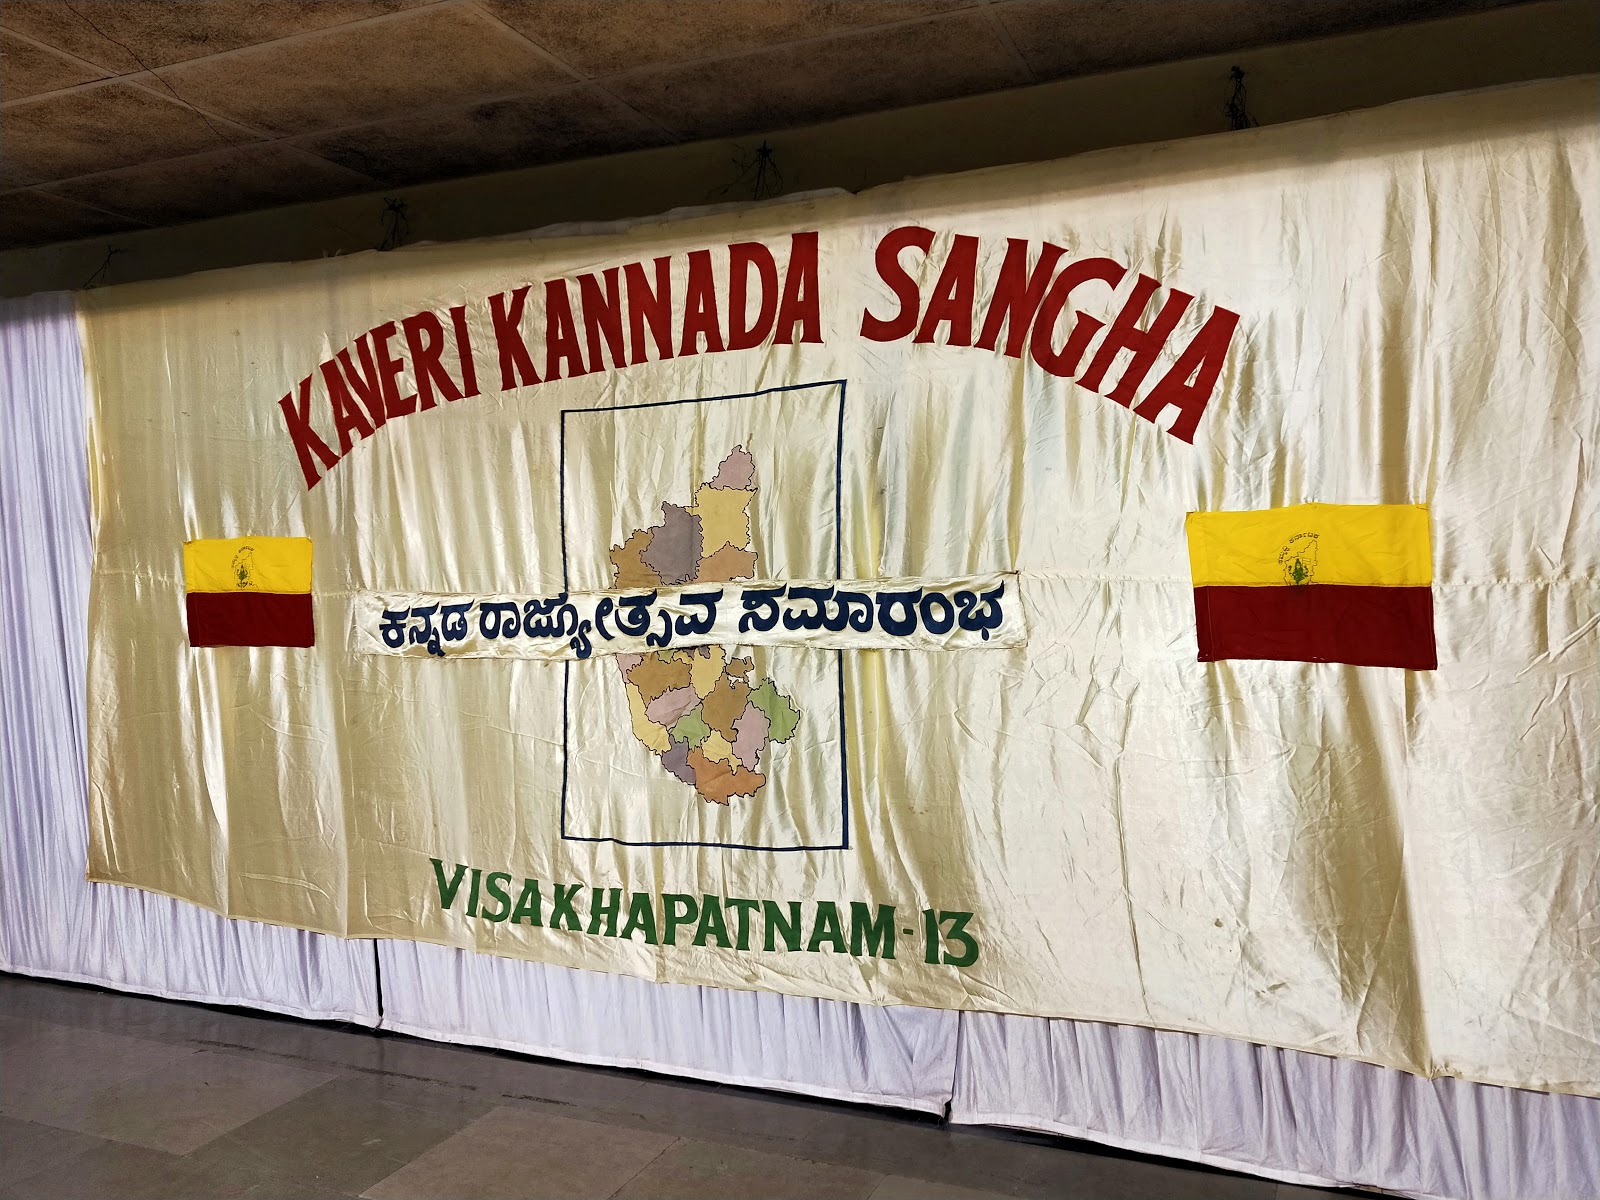 KAVERI KANNADA SANGHA
ಕನ್ನಡ ರಾಜ್ಯೋತ್ಸವ ಸಮಾರಂಭ
VISAKHAPATNAM-13